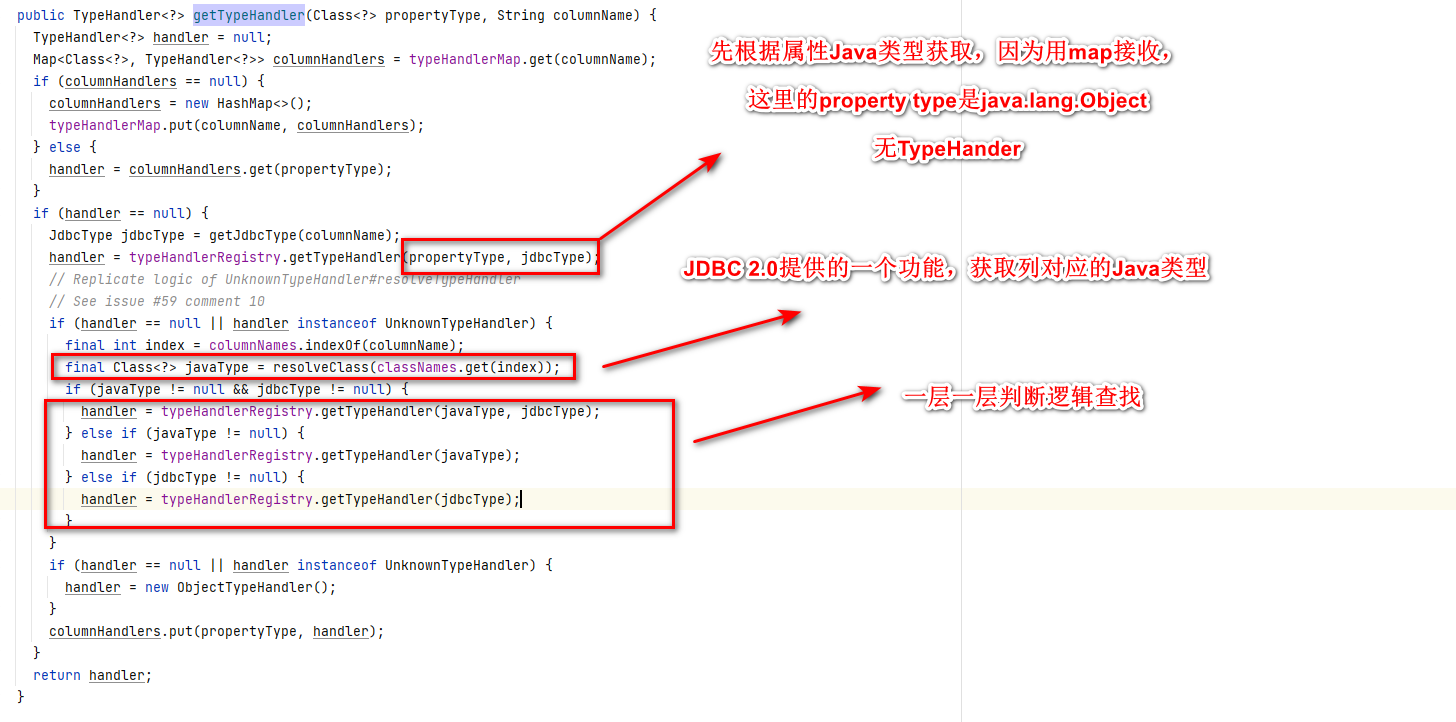 public TypeHandler<?> getTypeHandler(Class<?> propertyType, String columnName) {
TypeHandler<?> handler = null;
Map<Class<?>, TypeHandler<?>> columnHandlers = typeHandlerMap.get(columnName);
if (columnHandlers == null) {
columnHandlers = new HashMap<>();
typeHandlerMap.put(columnName, columnHandlers);
} else {
handler = columnHandlers.get(propertyType);
}
if (handler == null) {
JdbcType jdbcType = getJdbcType(columnName);
handler = typeHandlerRegistry.getTypeHandler(propertyType, jdbcType);
// Replicate logic of UnknownTypeHandler#resolveTypeHandler
// See issue #59 comment 10
if (handler == null || handler instanceof UnknownTypeHandler) {
final int index = columnNames.indexOf(columnName);
final Class<?> javaType = resolveClass(classNames.get(index));
if (javaType != null && jdbcType != null) {
handler = typeHandlerRegistry.getTypeHandler(javaType, jdbcType);
} else if (javaType != null) {
handler = typeHandlerRegistry.getTypeHandler(javaType);
} else if (jdbcType != null) {
handler = typeHandlerRegistry.getTypeHandler(jdbcType);
}
}
if (handler == null || handler instanceof UnknownTypeHandler) {
handler = new ObjectTypeHandler();
}
columnHandlers.put(propertyType, handler);
}
return handler;
}
先根据属性Java类型获取，因为用map接收，
这里的property type是java.lang.Object
无TypeHander
JDBC 2.0提供的一个功能，获取列对应的Java类型
一层一层判断逻辑查找